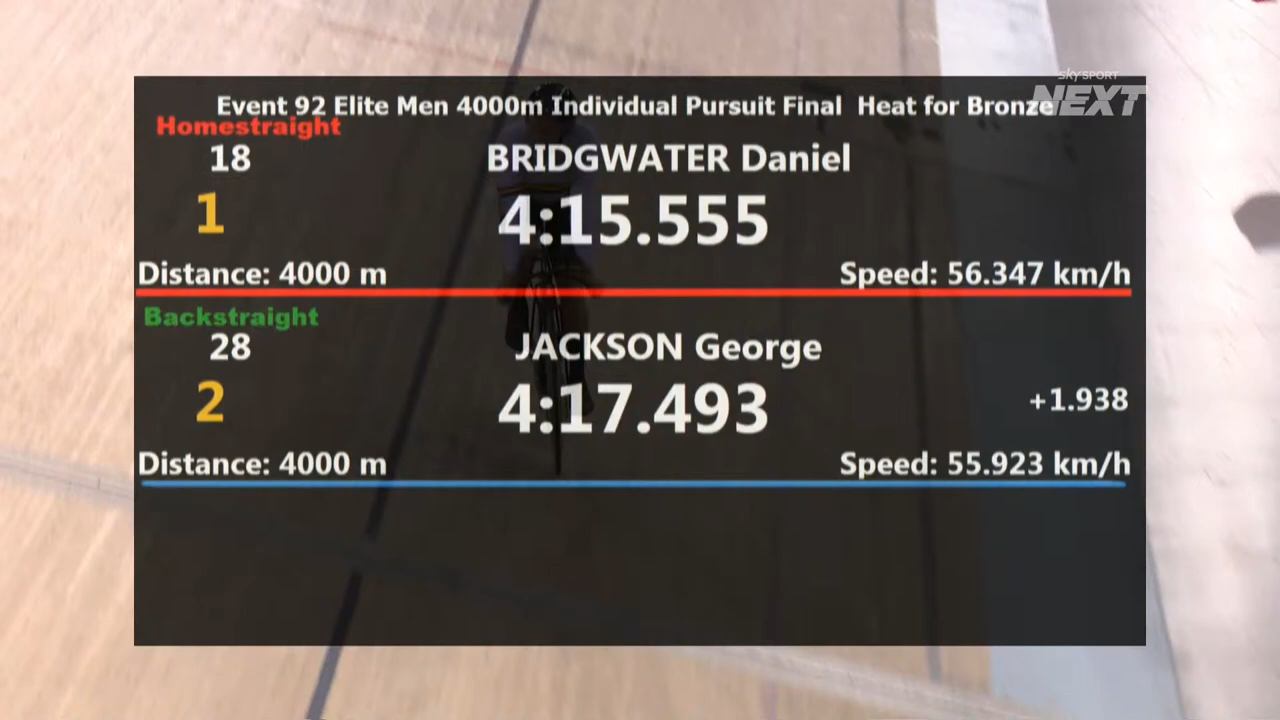 sky sport
NEXT
Event 92 Elite Men 4000m Individual Pursuit Final Heat for Bronze
Homestraight
18 BRIDGWATER Daniel
1 4:15.555
Distance: 4000 m Speed: 56.347 km/h
Backstraight
28 JACKSON George
2 4:17.493 +1.938
Distance: 4000 m Speed: 55.923 km/h